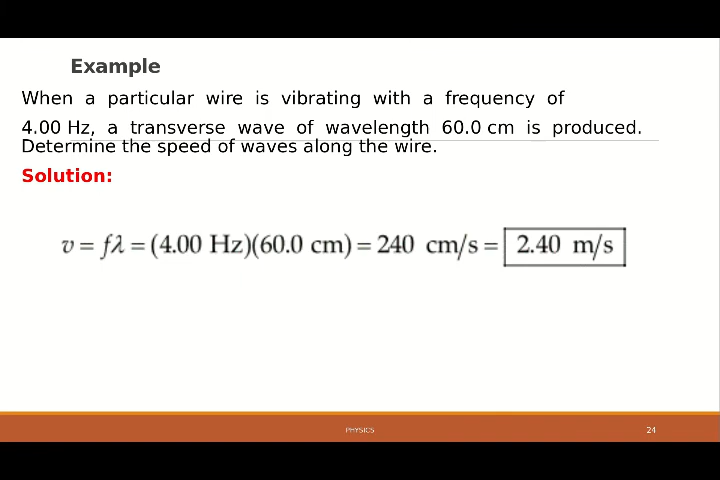 Example
When a particular wire is vibrating with a frequency of
4.00 Hz, a transverse wave of wavelength 60.0 cm is produced.
Determine the speed of waves along the wire.
Solution:
v = fλ = (4.00 Hz)(60.0 cm) = 240 cm/s = 2.40 m/s
PHYSICS
24